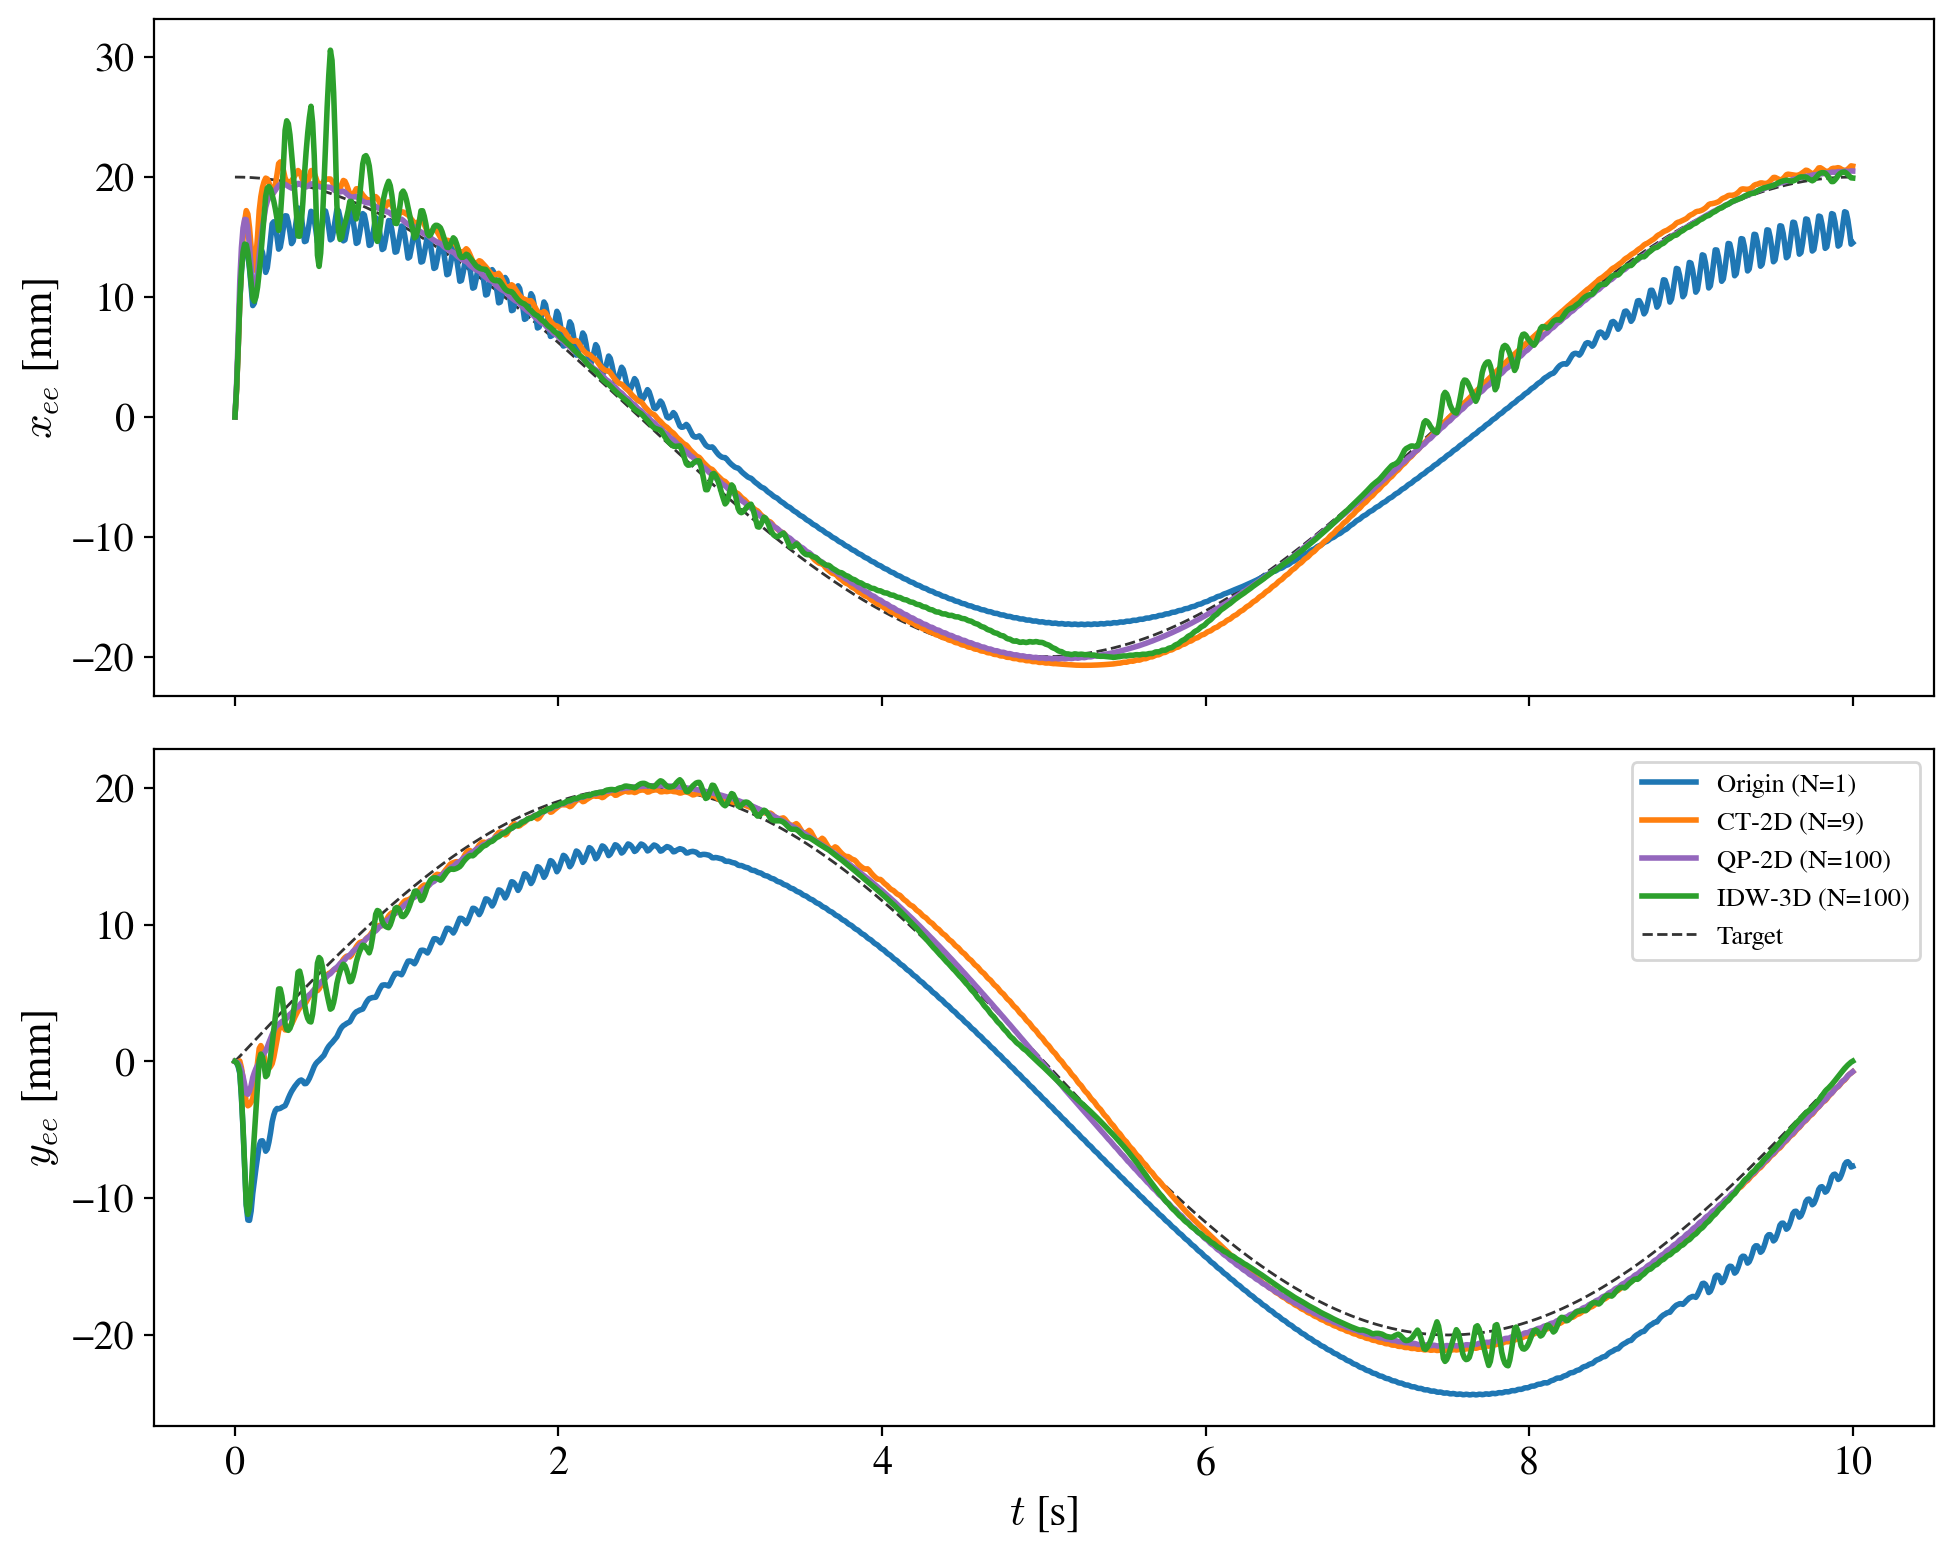 30
20
10
0
−10
−20
x_ee [mm]
20
10
0
−10
−20
y_ee [mm]
Origin (N=1)
CT-2D (N=9)
QP-2D (N=100)
IDW-3D (N=100)
Target
0 2 4 6 8 10
t [s]